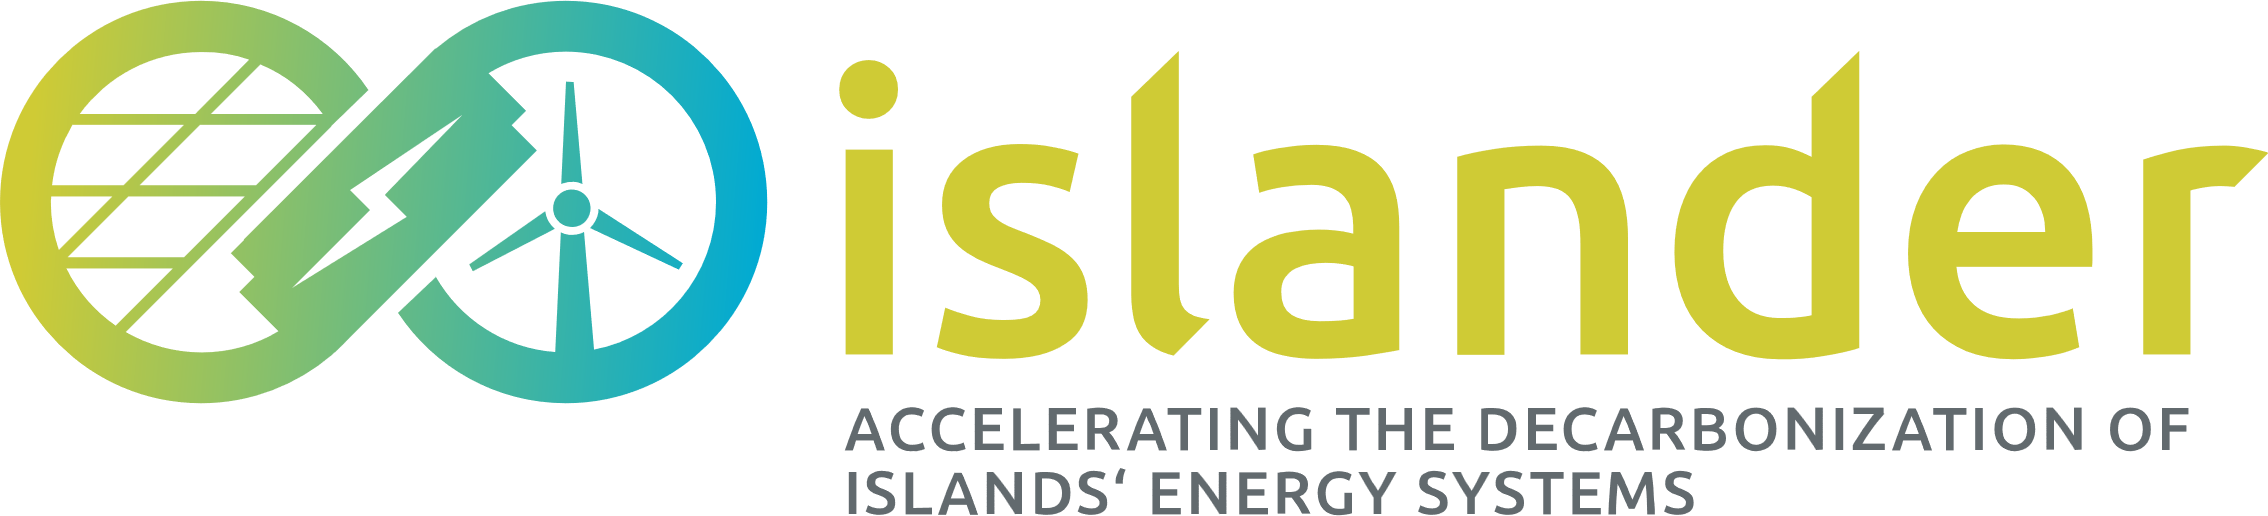 islander
ACCELERATING THE DECARBONIZATION OF
ISLANDS‘ ENERGY SYSTEMS